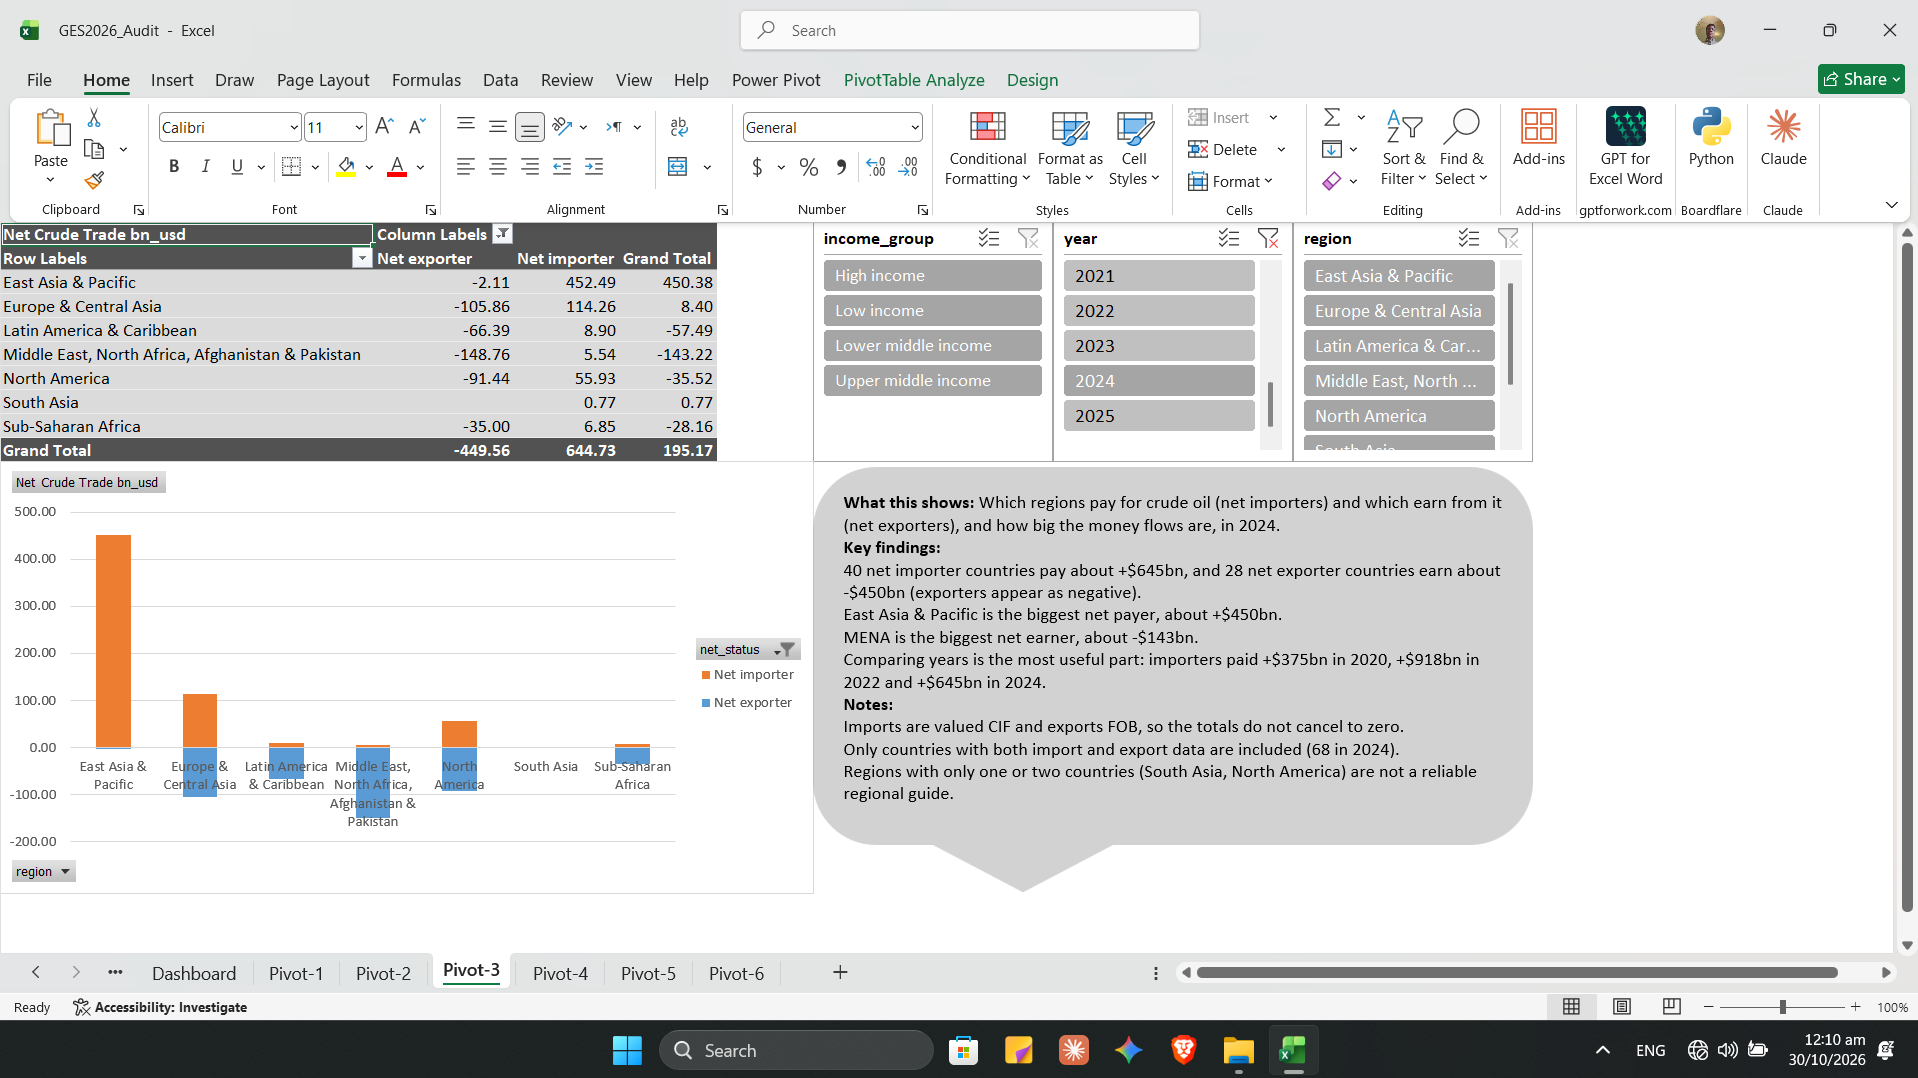 GES2026_Audit - Excel
Search
File Home Insert Draw Page Layout Formulas Data Review View Help Power Pivot PivotTable Analyze Design
Share
Paste
Clipboard
Calibri 11
B I U
Font
Alignment
General
$ %
Number
Conditional Formatting
Format as Table
Cell Styles
Styles
Insert
Delete
Format
Cells
Sort & Filter
Find & Select
Editing
Add-ins
Add-ins
GPT for Excel Word
gptforwork.com
Python
Boardflare
Claude
Claude
Net Crude Trade bn_usd Column Labels
Row Labels Net exporter Net importer Grand Total
East Asia & Pacific -2.11 452.49 450.38
Europe & Central Asia -105.86 114.26 8.40
Latin America & Caribbean -66.39 8.90 -57.49
Middle East, North Africa, Afghanistan & Pakistan -148.76 5.54 -143.22
North America -91.44 55.93 -35.52
South Asia 0.77 0.77
Sub-Saharan Africa -35.00 6.85 -28.16
Grand Total -449.56 644.73 195.17
income_group
High income
Low income
Lower middle income
Upper middle income
year
2021
2022
2023
2024
2025
region
East Asia & Pacific
Europe & Central Asia
Latin America & Car...
Middle East, North ...
North America
South Asia
Net Crude Trade bn_usd
500.00
400.00
300.00
200.00
100.00
0.00
-100.00
-200.00
East Asia & Pacific
Europe & Central Asia
Latin America & Caribbean
Middle East, North Africa, Afghanistan & Pakistan
North America
South Asia
Sub-Saharan Africa
net_status
Net importer
Net exporter
region
What this shows: Which regions pay for crude oil (net importers) and which earn from it
(net exporters), and how big the money flows are, in 2024.
Key findings:
40 net importer countries pay about +$645bn, and 28 net exporter countries earn about
-$450bn (exporters appear as negative).
East Asia & Pacific is the biggest net payer, about +$450bn.
MENA is the biggest net earner, about -$143bn.
Comparing years is the most useful part: importers paid +$375bn in 2020, +$918bn in
2022 and +$645bn in 2024.
Notes:
Imports are valued CIF and exports FOB, so the totals do not cancel to zero.
Only countries with both import and export data are included (68 in 2024).
Regions with only one or two countries (South Asia, North America) are not a reliable
regional guide.
Dashboard Pivot-1 Pivot-2 Pivot-3 Pivot-4 Pivot-5 Pivot-6
Ready Accessibility: Investigate
100%
Search
ENG
12:10 am
30/10/2026